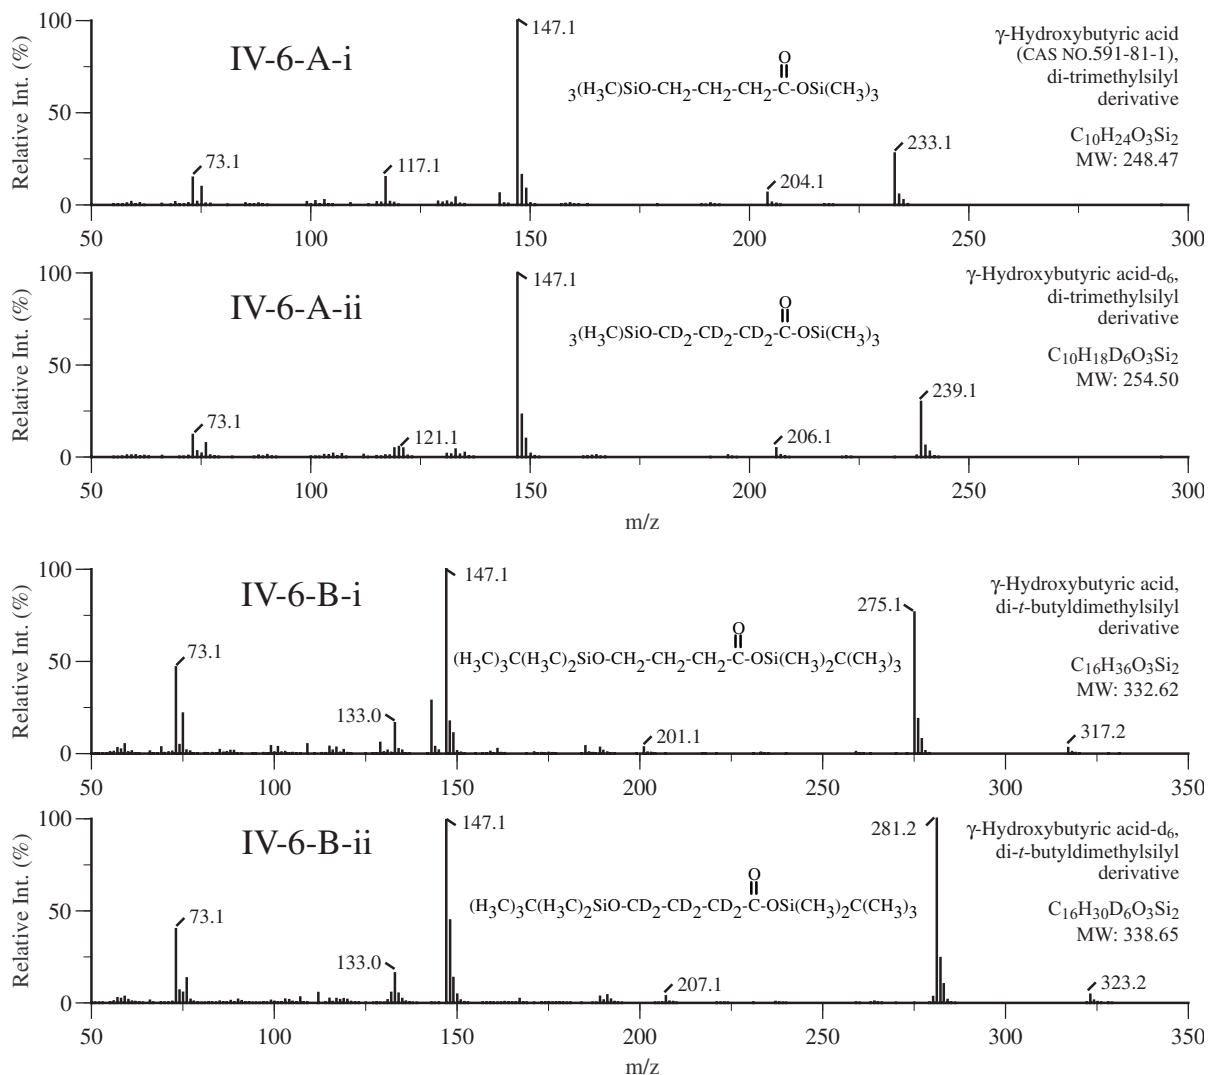 IV-6-A-i
Relative Int. (%)
100
50
0
73.1
117.1
147.1
204.1
233.1
O
3(H3C)SiO-CH2-CH2-CH2-C-OSi(CH3)3
γ-Hydroxybutyric acid
(CAS NO.591-81-1),
di-trimethylsilyl
derivative
C10H24O3Si2
MW: 248.47
50 100 150 200 250 300
IV-6-A-ii
Relative Int. (%)
100
50
0
73.1
121.1
147.1
206.1
239.1
O
3(H3C)SiO-CD2-CD2-CD2-C-OSi(CH3)3
γ-Hydroxybutyric acid-d6,
di-trimethylsilyl
derivative
C10H18D6O3Si2
MW: 254.50
50 100 150 200 250 300
m/z
IV-6-B-i
Relative Int. (%)
100
50
0
73.1
133.0
147.1
201.1
275.1
317.2
O
(H3C)3C(H3C)2SiO-CH2-CH2-CH2-C-OSi(CH3)2C(CH3)3
γ-Hydroxybutyric acid,
di-t-butyldimethylsilyl
derivative
C16H36O3Si2
MW: 332.62
50 100 150 200 250 300 350
IV-6-B-ii
Relative Int. (%)
100
50
0
73.1
133.0
147.1
207.1
281.2
323.2
O
(H3C)3C(H3C)2SiO-CD2-CD2-CD2-C-OSi(CH3)2C(CH3)3
γ-Hydroxybutyric acid-d6,
di-t-butyldimethylsilyl
derivative
C16H30D6O3Si2
MW: 338.65
50 100 150 200 250 300 350
m/z